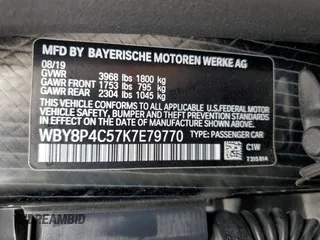 MFD BY BAYERISCHE MOTOREN WERKE AG
08/19
GVWR 3968 lbs 1800 kg
GAWR FRONT 1753 lbs 795 kg
GAWR REAR 2304 lbs 1045 kg
THIS VEHICLE CONFORMS TO ALL APPLICABLE U.S.FEDERAL MOTOR
VEHICLE SAFETY, BUMPER, AND THEFT PREVENTION STANDARDS IN
EFFECT ON THE DATE OF MANUFACTURE SHOWN ABOVE.
WBY8P4C57K7E79770 TYPE: PASSENGER CAR
C1W
STREAMBID